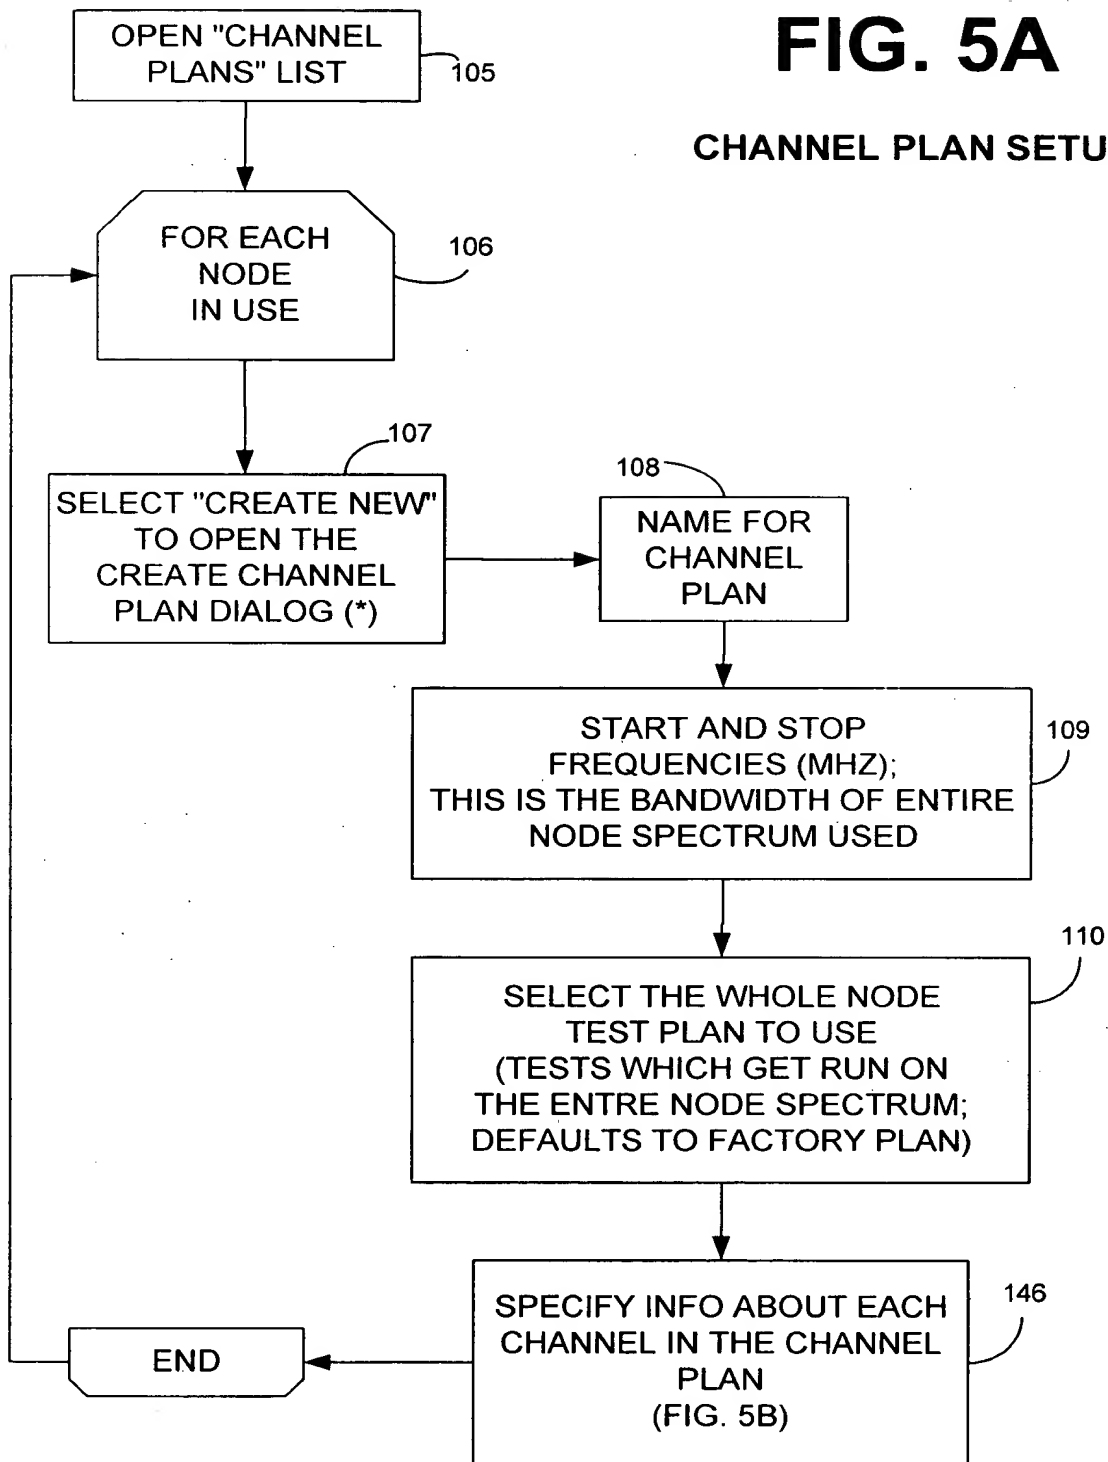 FIG. 5A
CHANNEL PLAN SETU
OPEN "CHANNEL
PLANS" LIST
105
FOR EACH
NODE
IN USE
106
107
SELECT "CREATE NEW"
TO OPEN THE
CREATE CHANNEL
PLAN DIALOG (*)
108
NAME FOR
CHANNEL
PLAN
START AND STOP
FREQUENCIES (MHZ);
THIS IS THE BANDWIDTH OF ENTIRE
NODE SPECTRUM USED
109
110
SELECT THE WHOLE NODE
TEST PLAN TO USE
(TESTS WHICH GET RUN ON
THE ENTRE NODE SPECTRUM;
DEFAULTS TO FACTORY PLAN)
146
SPECIFY INFO ABOUT EACH
CHANNEL IN THE CHANNEL
PLAN
(FIG. 5B)
END